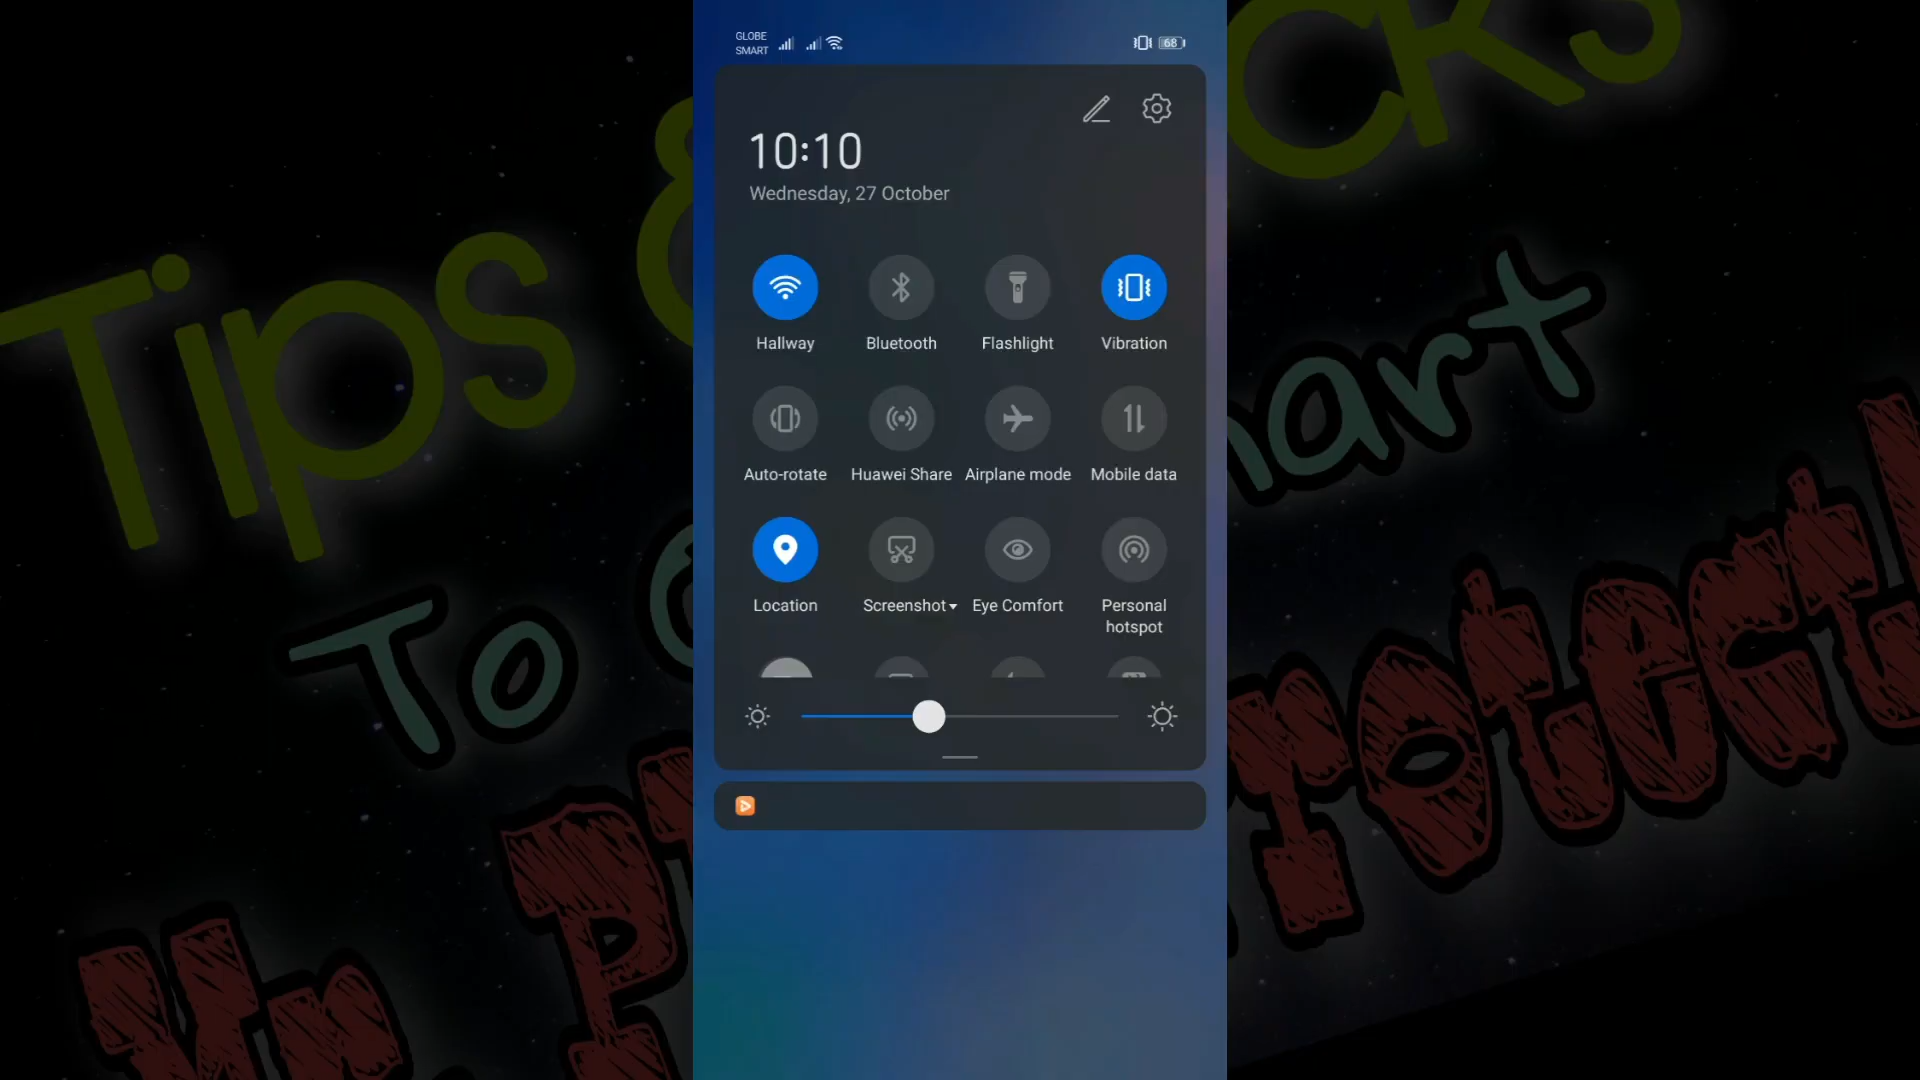 GLOBE
SMART
68
10:10
Wednesday, 27 October
Hallway Bluetooth Flashlight Vibration
Auto-rotate Huawei Share Airplane mode Mobile data
Location Screenshot Eye Comfort Personal hotspot
Tips &
To